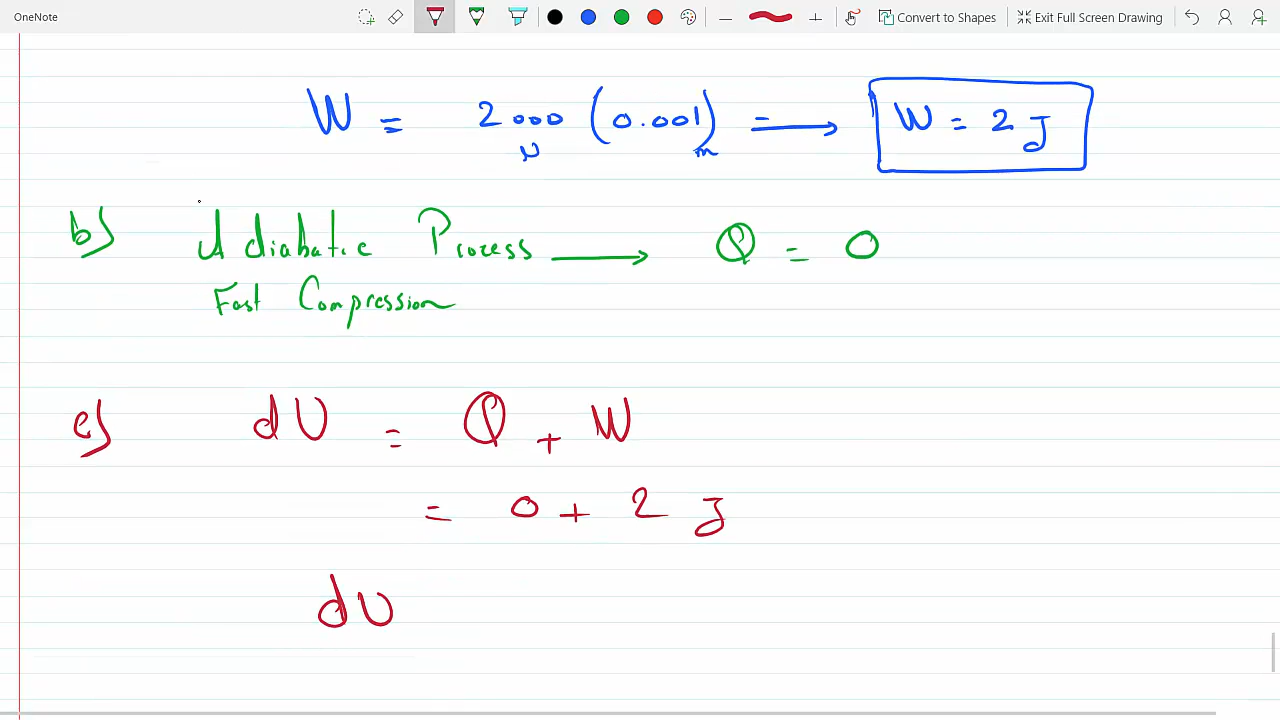 OneNote
Convert to Shapes
Exit Full Screen Drawing
W = 2000 (0.001) ⟹ W = 2 J
N m
b) Adiabatic Process ⟶ Q = 0
Fast Compression
c) dU = Q + W
= 0 + 2 J
dU